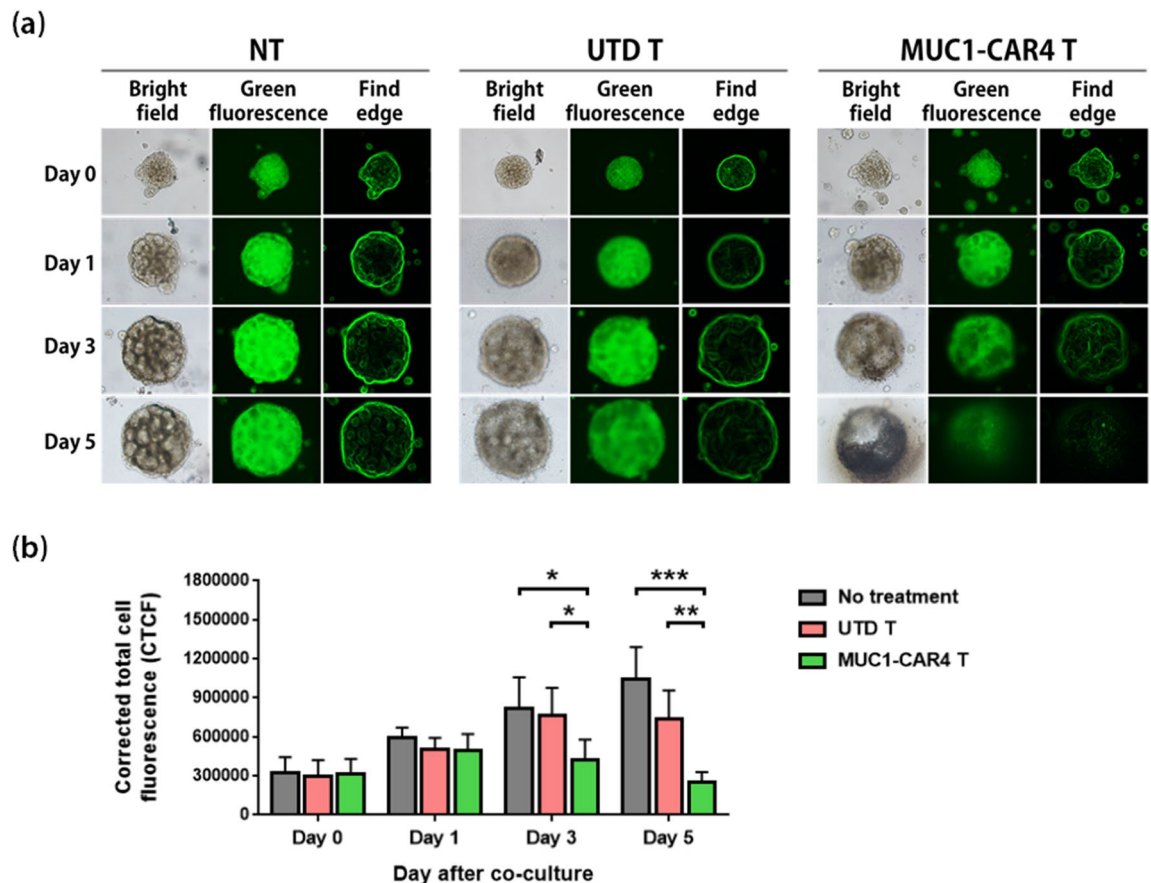 (a)
NT UTD T MUC1-CAR4 T
Bright field Green fluorescence Find edge Bright field Green fluorescence Find edge Bright field Green fluorescence Find edge
Day 0
Day 1
Day 3
Day 5
(b)
Corrected total cell
fluorescence (CTCF)
1800000
1500000
1200000
900000
600000
300000
0
* *
*** **
Day 0 Day 1 Day 3 Day 5
Day after co-culture
No treatment
UTD T
MUC1-CAR4 T